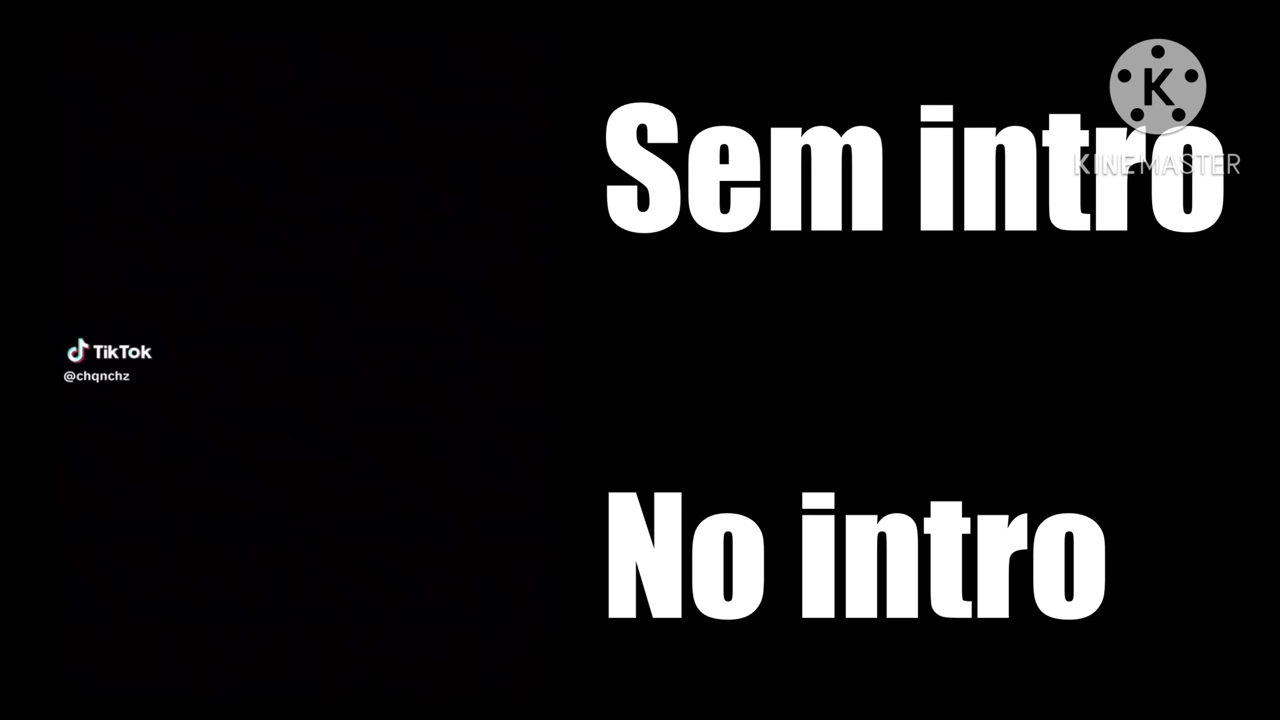 Sem intro
K
KINEMASTER
TikTok
@chqnchz
No intro